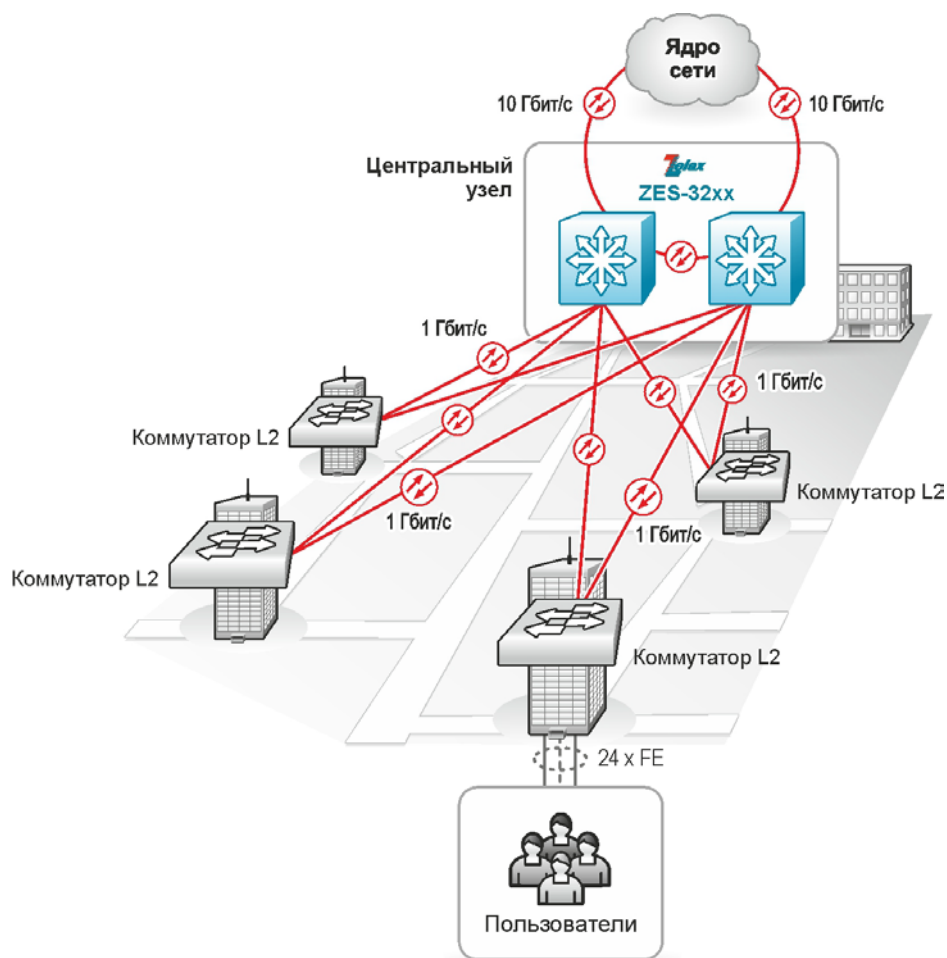 Ядро
сети
10 Гбит/с
10 Гбит/с
Центральный
узел
Zelax
ZES-32xx
1 Гбит/с
1 Гбит/с
Коммутатор L2
Коммутатор L2
1 Гбит/с
1 Гбит/с
Коммутатор L2
Коммутатор L2
24 x FE
Пользователи